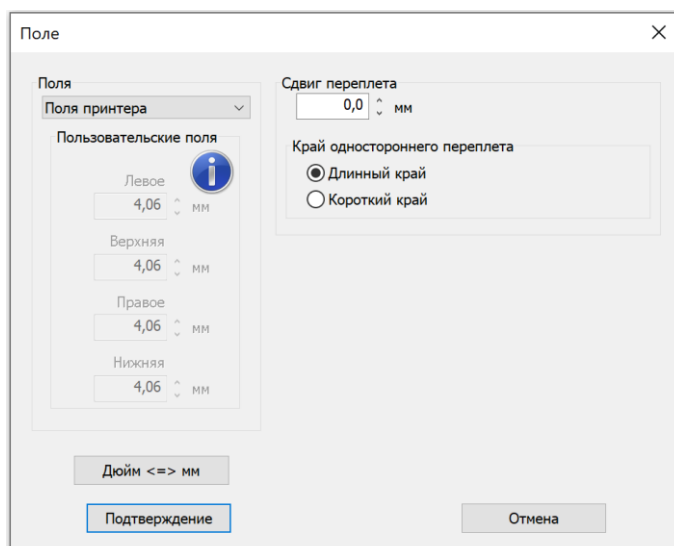 Поле
Поля
Поля принтера
Пользовательские поля
Левое
4,06 мм
Верхняя
4,06 мм
Правое
4,06 мм
Нижняя
4,06 мм
Сдвиг переплета
0,0 мм
Край одностороннего переплета
Длинный край
Короткий край
Дюйм <=> мм
Подтверждение
Отмена